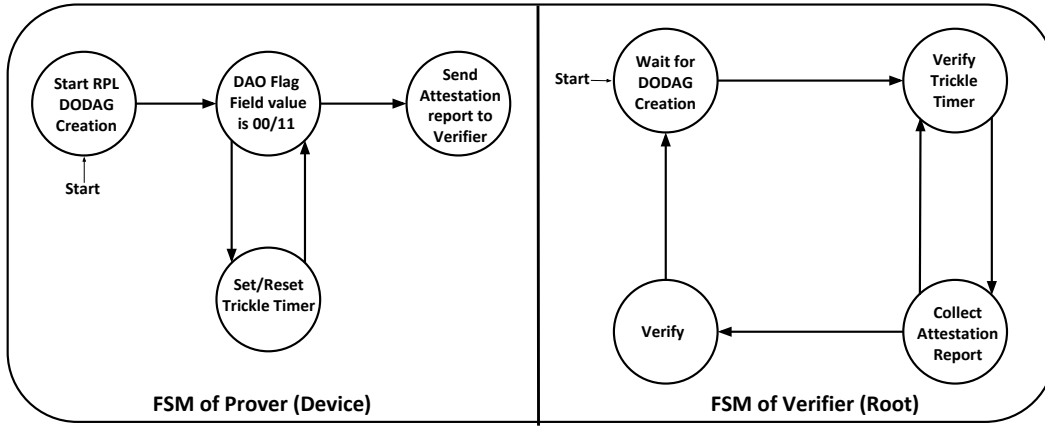 Start RPL
DODAG
Creation
Start
DAO Flag
Field value
is 00/11
Send
Attestation
report to
Verifier
Set/Reset
Trickle Timer
FSM of Prover (Device)
Start
Wait for
DODAG
Creation
Verify
Trickle
Timer
Verify
Collect
Attestation
Report
FSM of Verifier (Root)